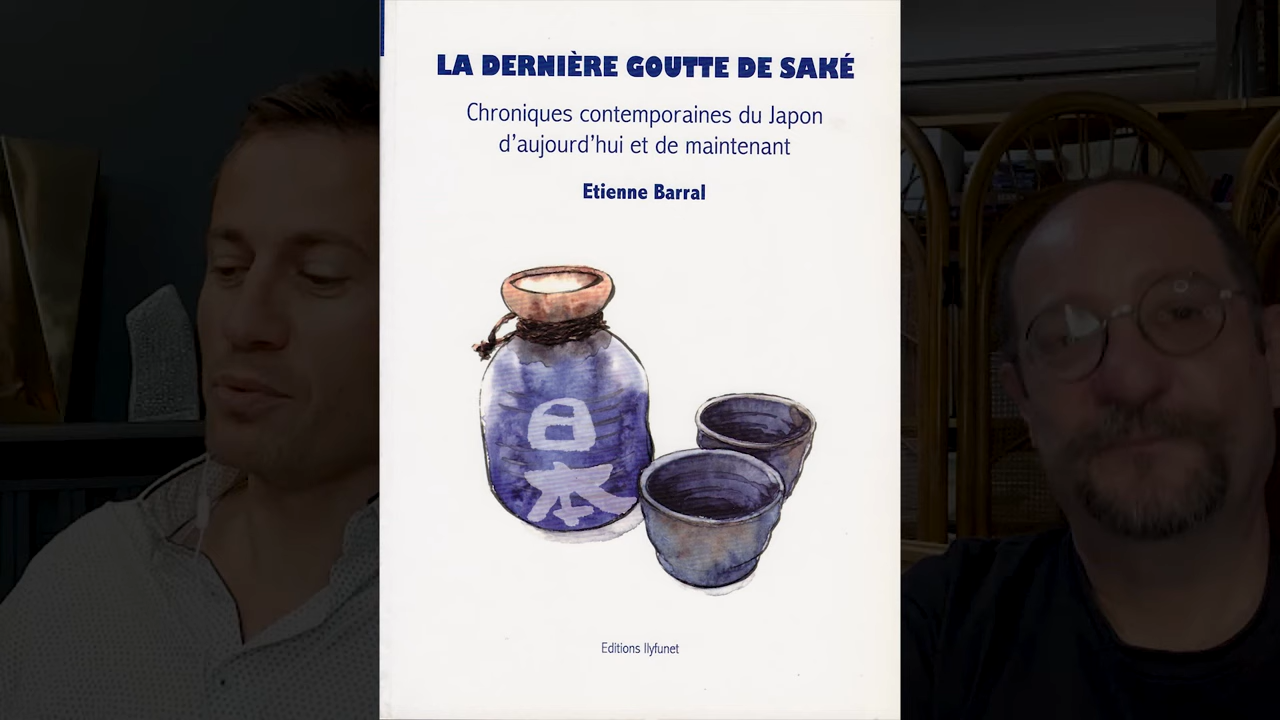 LA DERNIÈRE GOUTTE DE SAKÉ
Chroniques contemporaines du Japon
d'aujourd'hui et de maintenant
Etienne Barral
日
本
Editions Ilyfunet